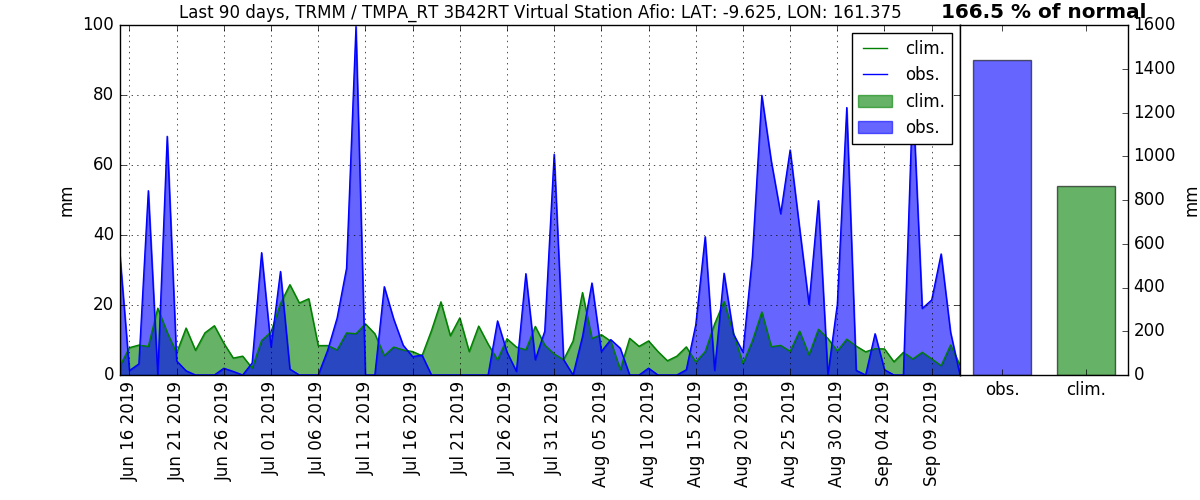 Last 90 days, TRMM / TMPA_RT 3B42RT Virtual Station Afio: LAT: -9.625, LON: 161.375
166.5 % of normal
mm
100
80
60
40
20
0
clim.
obs.
clim.
obs.
1600
1400
1200
1000
800
600
400
200
0
mm
Jun 16 2019
Jun 21 2019
Jun 26 2019
Jul 01 2019
Jul 06 2019
Jul 11 2019
Jul 16 2019
Jul 21 2019
Jul 26 2019
Jul 31 2019
Aug 05 2019
Aug 10 2019
Aug 15 2019
Aug 20 2019
Aug 25 2019
Aug 30 2019
Sep 04 2019
Sep 09 2019
obs.
clim.